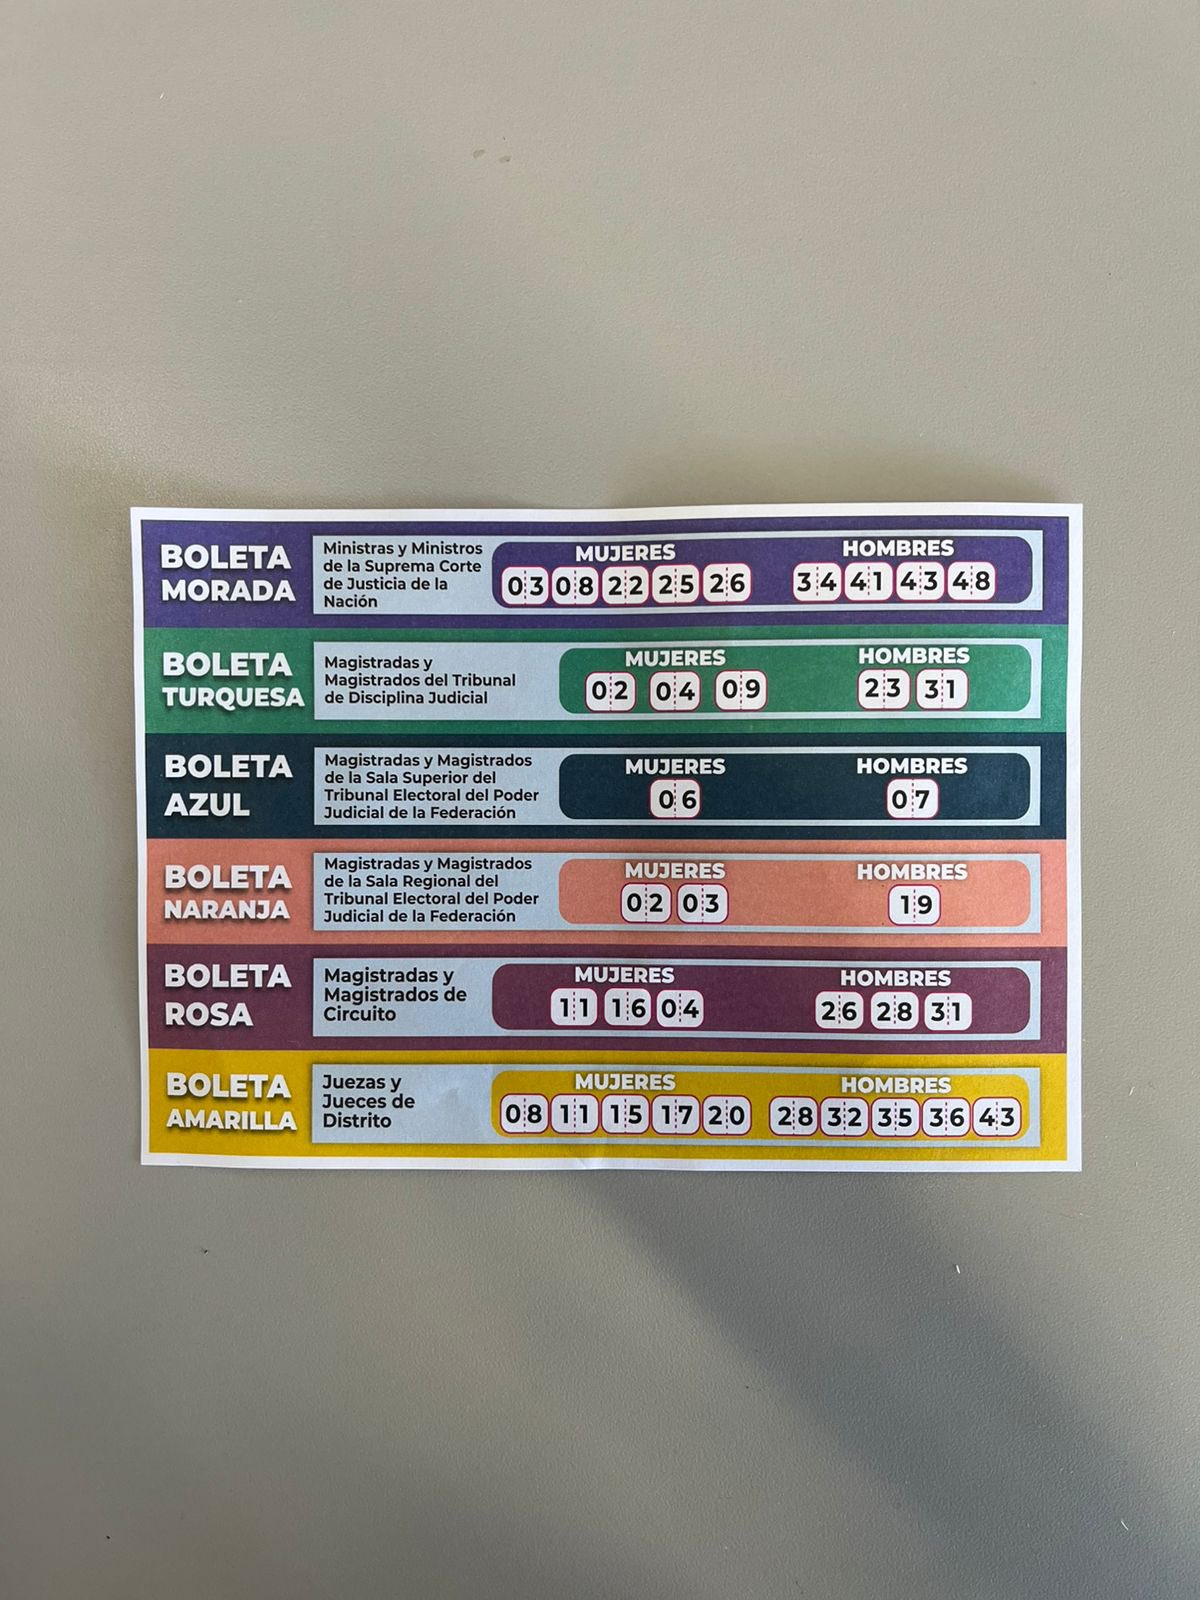 BOLETA
MORADA
Ministras y Ministros
de la Suprema Corte
de Justicia de la
Nación
MUJERES
03 08 22 25 26
HOMBRES
34 41 43 48
BOLETA
TURQUESA
Magistradas y
Magistrados del Tribunal
de Disciplina Judicial
MUJERES
02 04 09
HOMBRES
23 31
BOLETA
AZUL
Magistradas y Magistrados
de la Sala Superior del
Tribunal Electoral del Poder
Judicial de la Federación
MUJERES
06
HOMBRES
07
BOLETA
NARANJA
Magistradas y Magistrados
de la Sala Regional del
Tribunal Electoral del Poder
Judicial de la Federación
MUJERES
02 03
HOMBRES
19
BOLETA
ROSA
Magistradas y
Magistrados de
Circuito
MUJERES
11 16 04
HOMBRES
26 28 31
BOLETA
AMARILLA
Juezas y
Jueces de
Distrito
MUJERES
08 11 15 17 20
HOMBRES
28 32 35 36 43